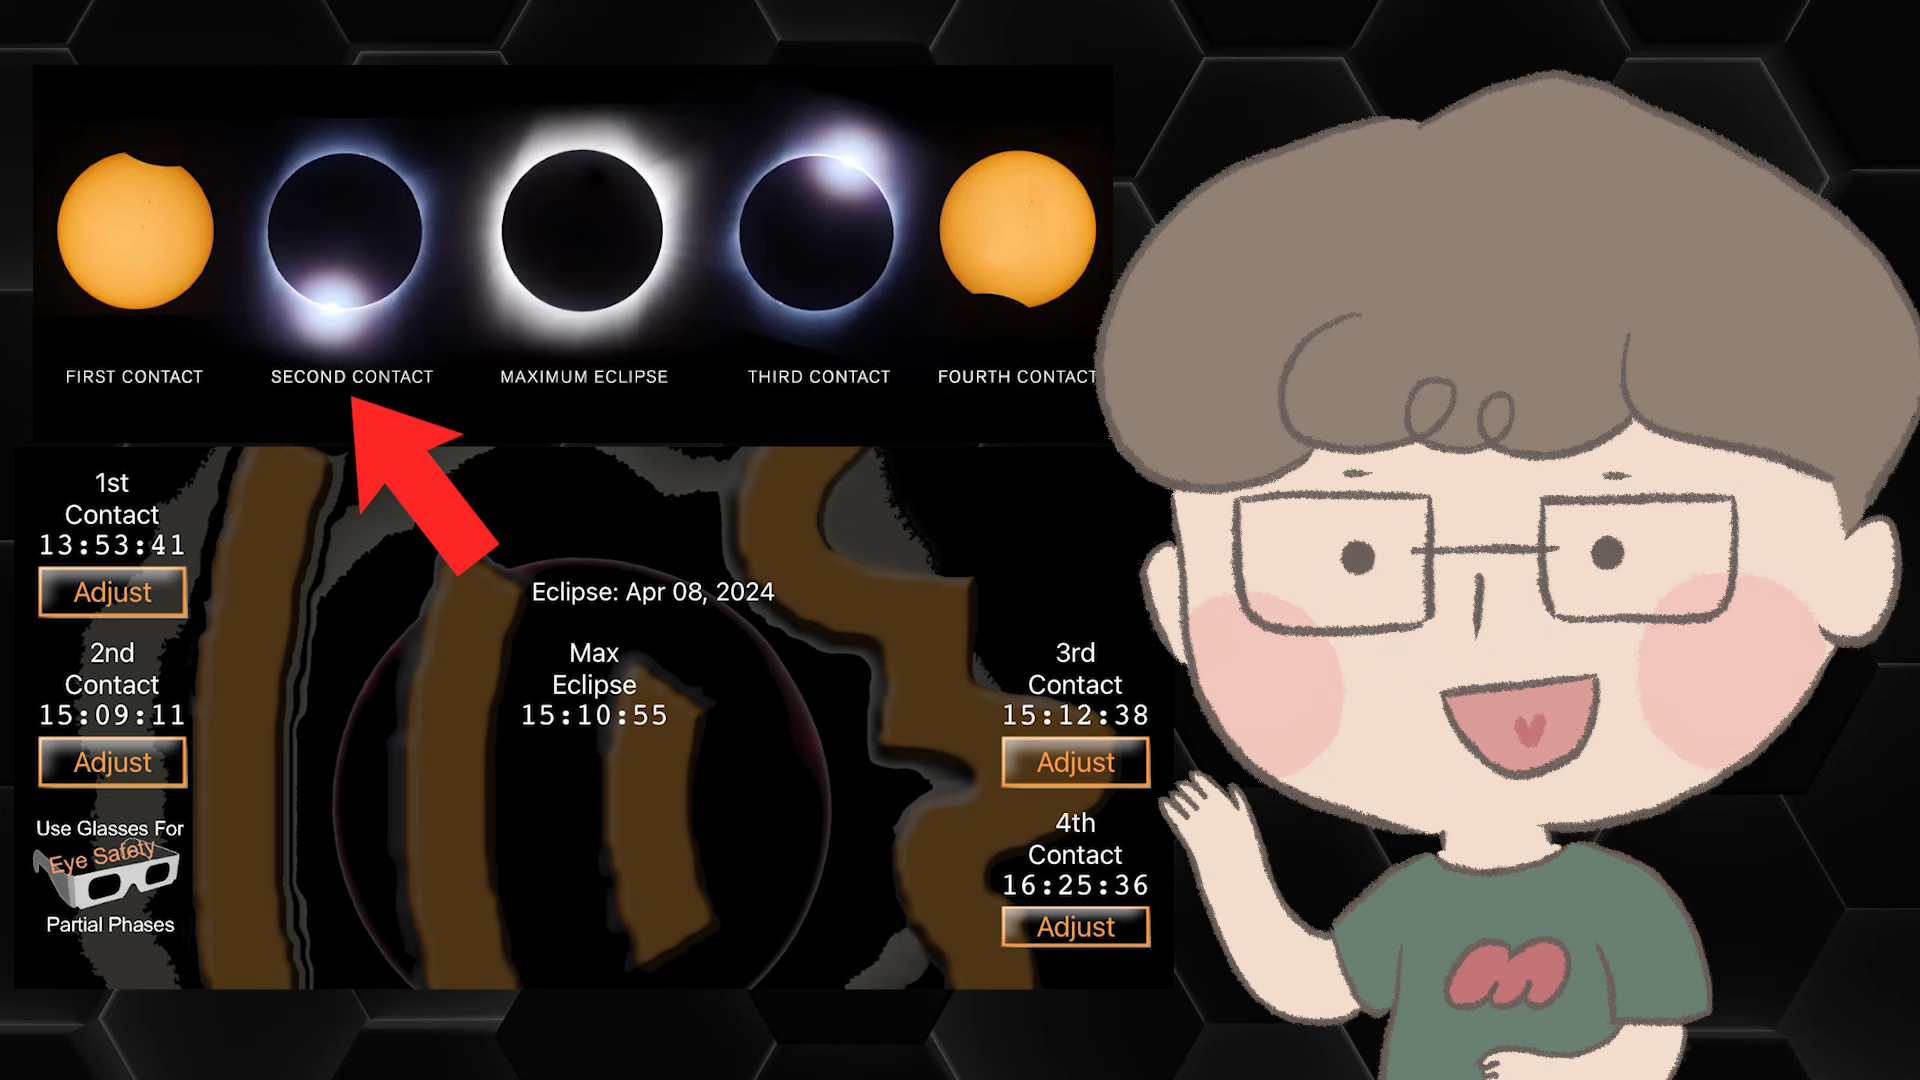 FIRST CONTACT
SECOND CONTACT
MAXIMUM ECLIPSE
THIRD CONTACT
FOURTH CONTACT
1st
Contact
13:53:41
Adjust
2nd
Contact
15:09:11
Adjust
Use Glasses For
Eye Safety
Partial Phases
Eclipse: Apr 08, 2024
Max
Eclipse
15:10:55
3rd
Contact
15:12:38
Adjust
4th
Contact
16:25:36
Adjust
m